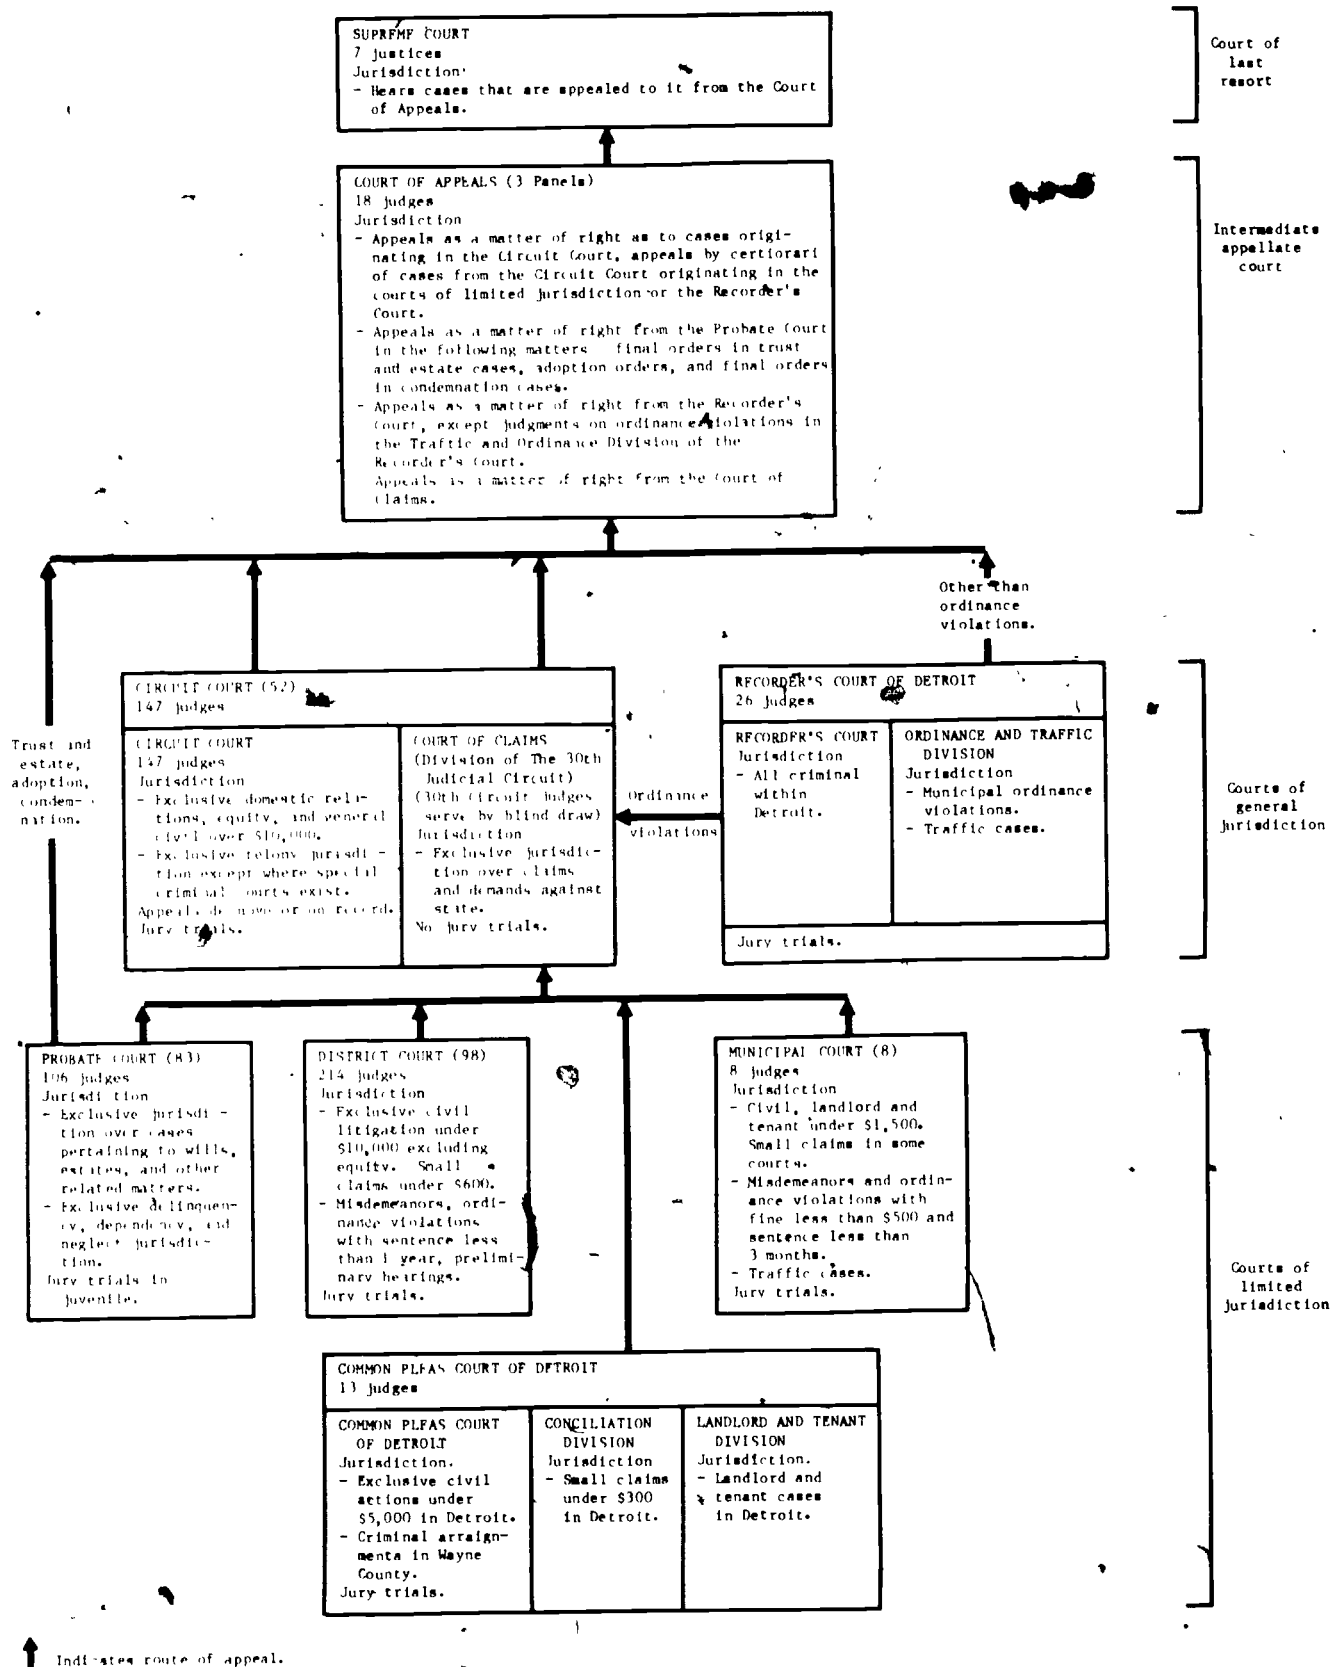 SUPREME COURT
7 justices
Jurisdiction
- Hears cases that are appealed to it from the Court
of Appeals.
Court of
last
resort
COURT OF APPEALS (3 Panels)
18 judges
Jurisdiction
- Appeals as a matter of right as to cases origi-
nating in the Circuit Court, appeals by certiorari
of cases from the Circuit Court originating in the
courts of limited jurisdiction or the Recorder's
Court.
- Appeals as a matter of right from the Probate Court
in the following matters final orders in trust
and estate cases, adoption orders, and final orders
in condemnation cases.
- Appeals as a matter of right from the Recorder's
Court, except judgments on ordinance violations in
the Traffic and Ordinance Division of the
Recorder's Court.
Appeals as a matter of right from the Court of
Claims.
Intermediate
appellate
court
Other than
ordinance
violations.
Trust and
estate,
adoption,
condem-
nation.
CIRCUIT COURT (52)
147 judges
CIRCUIT COURT
147 judges
Jurisdiction
- Exclusive domestic rela-
tions, equity, and general
civil over $10,000.
- Exclusive felony jurisdic-
tion except where special
criminal courts exist.
Appeals de novo or on record.
Jury trials.
COURT OF CLAIMS
(Division of The 30th
Judicial Circuit)
(30th Circuit Judges
serve by blind draw)
Jurisdiction
- Exclusive jurisdic-
tion over claims
and demands against
state.
No jury trials.
Ordinance
violations
RECORDER'S COURT OF DETROIT
26 judges
RECORDER'S COURT
Jurisdiction
- All criminal
within
Detroit.
ORDINANCE AND TRAFFIC
DIVISION
Jurisdiction
- Municipal ordinance
violations.
- Traffic cases.
Jury trials.
Courts of
general
jurisdiction
PROBATE COURT (83)
106 judges
Jurisdiction
- Exclusive jurisdic-
tion over cases
pertaining to wills,
estates, and other
related matters.
- Exclusive delinquen-
cy, dependency, and
neglect jurisdic-
tion.
Jury trials in
juvenile.
DISTRICT COURT (98)
214 judges
Jurisdiction
- Exclusive civil
litigation under
$10,000 excluding
equity. Small
claims under $600.
- Misdemeanors, ordi-
nance violations
with sentence less
than 1 year, prelimi-
nary hearings.
Jury trials.
MUNICIPAL COURT (8)
8 judges
Jurisdiction
- Civil, landlord and
tenant under $1,500.
Small claims in some
courts.
- Misdemeanors and ordin-
ance violations with
fine less than $500 and
sentence less than
3 months.
- Traffic cases.
Jury trials.
Courts of
limited
jurisdiction
COMMON PLEAS COURT OF DETROIT
13 judges
COMMON PLEAS COURT
OF DETROIT
Jurisdiction.
- Exclusive civil
actions under
$5,000 in Detroit.
- Criminal arraign-
ments in Wayne
County.
Jury trials.
CONCILIATION
DIVISION
Jurisdiction
- Small claims
under $300
in Detroit.
LANDLORD AND TENANT
DIVISION
Jurisdiction.
- Landlord and
tenant cases
in Detroit.
Indicates route of appeal.